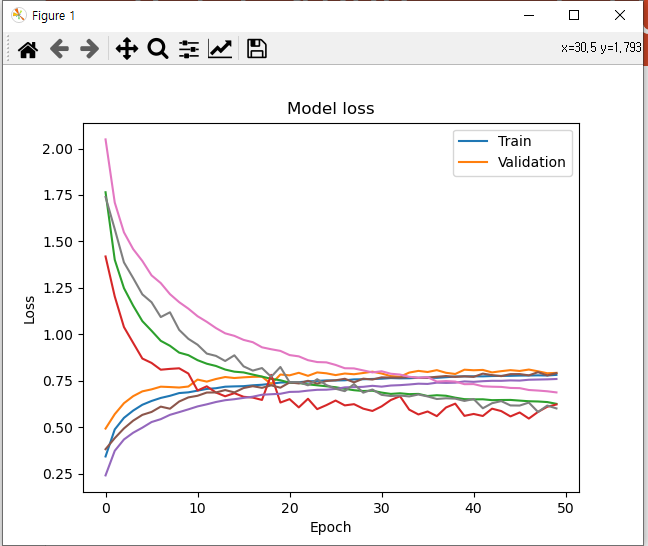 Figure 1
x=30.5 y=1.793
Model loss
Train
Validation
2.00
1.75
1.50
1.25
1.00
0.75
0.50
0.25
Loss
0
10
20
30
40
50
Epoch